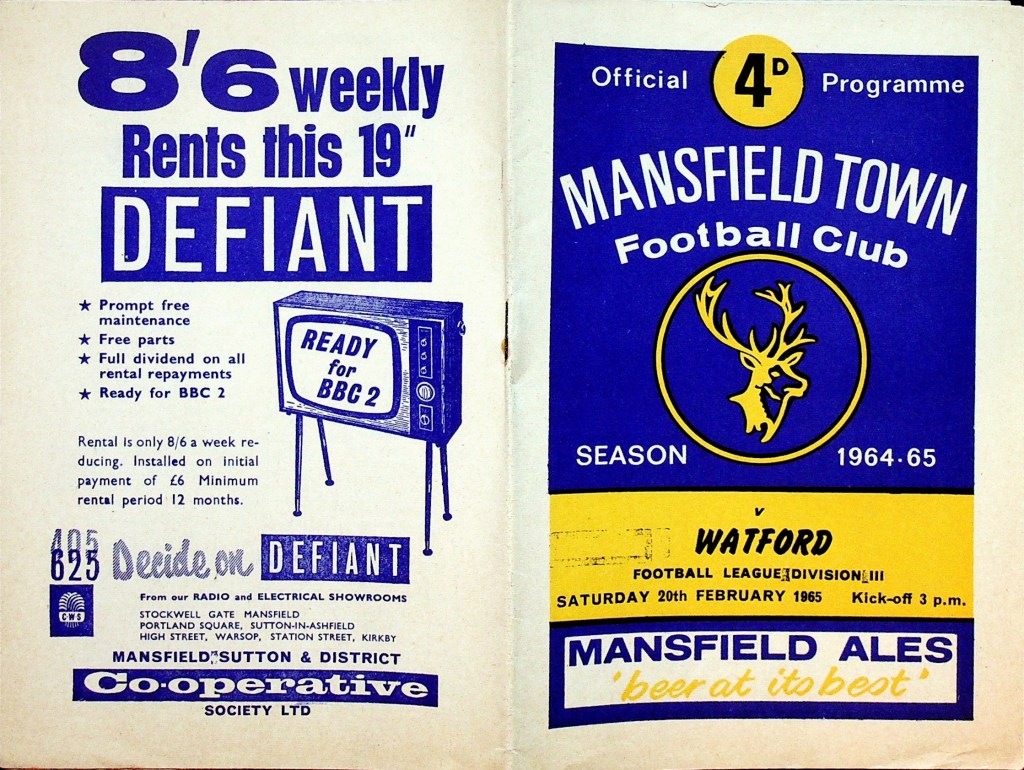 8'6 weekly
Rents this 19"
DEFIANT
★ Prompt free
maintenance
★ Free parts
★ Full dividend on all
rental repayments
★ Ready for BBC 2
READY
for
BBC 2
Rental is only 8/6 a week re-
ducing. Installed on initial
payment of £6 Minimum
rental period 12 months.
405
625
Decide on DEFIANT
CWS
From our RADIO and ELECTRICAL SHOWROOMS
STOCKWELL GATE MANSFIELD
PORTLAND SQUARE, SUTTON-IN-ASHFIELD
HIGH STREET, WARSOP, STATION STREET, KIRKBY
MANSFIELD, SUTTON & DISTRICT
Co-operative
SOCIETY LTD
Official 4D Programme
MANSFIELD TOWN
Football Club
SEASON 1964-65
v
WATFORD
FOOTBALL LEAGUE DIVISION III
SATURDAY 20th FEBRUARY 1965 Kick-off 3 p.m.
MANSFIELD ALES
'beer at its best'